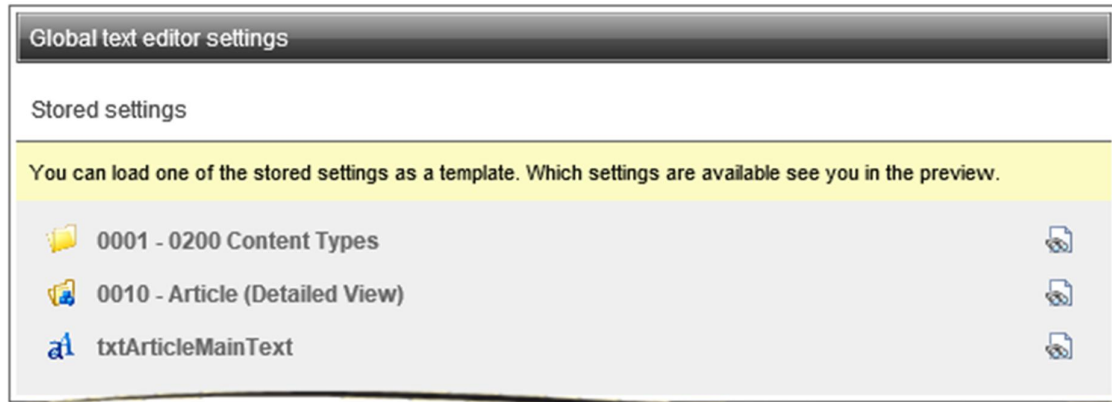 Global text editor settings
Stored settings
You can load one of the stored settings as a template. Which settings are available see you in the preview.
0001 - 0200 Content Types
0010 - Article (Detailed View)
txtArticleMainText